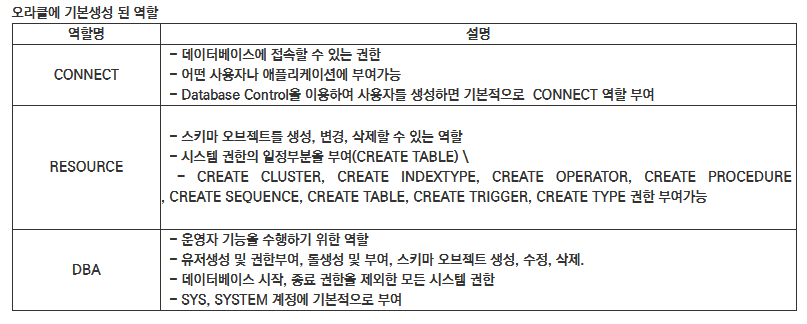 오라클에 기본생성 된 역할
역할명 설명
CONNECT
- 데이터베이스에 접속할 수 있는 권한
- 어떤 사용자나 애플리케이션에 부여가능
- Database Control을 이용하여 사용자를 생성하면 기본적으로 CONNECT 역할 부여
RESOURCE
- 스키마 오브젝트를 생성, 변경, 삭제할 수 있는 역할
- 시스템 권한의 일정부분을 부여(CREATE TABLE) \
- CREATE CLUSTER, CREATE INDEXTYPE, CREATE OPERATOR, CREATE PROCEDURE
, CREATE SEQUENCE, CREATE TABLE, CREATE TRIGGER, CREATE TYPE 권한 부여가능
DBA
- 운영자 기능을 수행하기 위한 역할
- 유저생성 및 권한부여, 롤생성 및 부여, 스키마 오브젝트 생성, 수정, 삭제.
- 데이터베이스 시작, 종료 권한을 제외한 모든 시스템 권한
- SYS, SYSTEM 계정에 기본적으로 부여